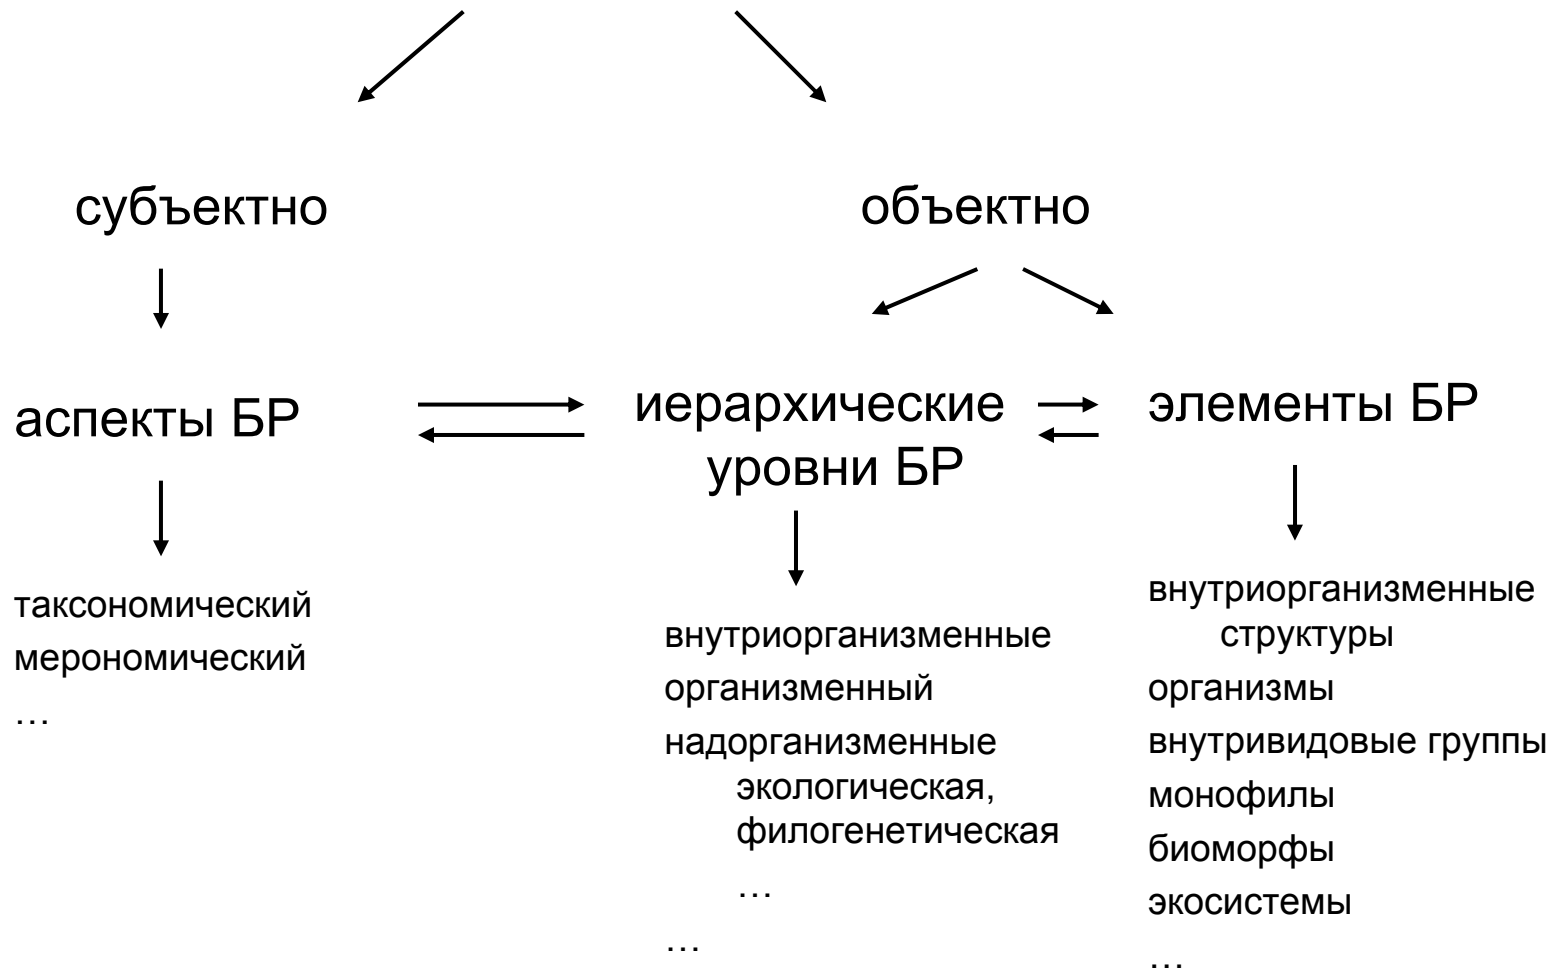 субъектно
объектно
аспекты БР
иерархические
уровни БР
элементы БР
таксономический
мерономический
…
внутриорганизменные
организменный
надорганизменные
экологическая,
филогенетическая
…
…
внутриорганизменные
структуры
организмы
внутривидовые группы
монофилы
биоморфы
экосистемы
…